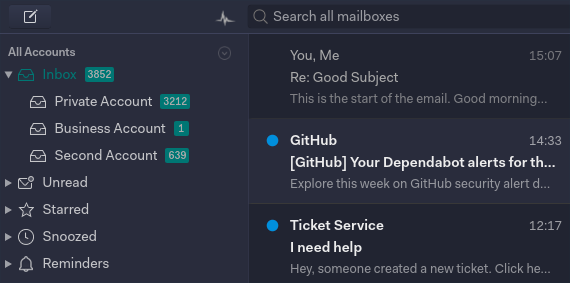 Search all mailboxes
All Accounts
Inbox 3852
Private Account 3212
Business Account 1
Second Account 639
Unread
Starred
Snoozed
Reminders
You, Me 15:07
Re: Good Subject
This is the start of the email. Good morning...
GitHub 14:33
[GitHub] Your Dependabot alerts for th...
Explore this week on GitHub security alert d...
Ticket Service 12:17
I need help
Hey, someone created a new ticket. Click he...